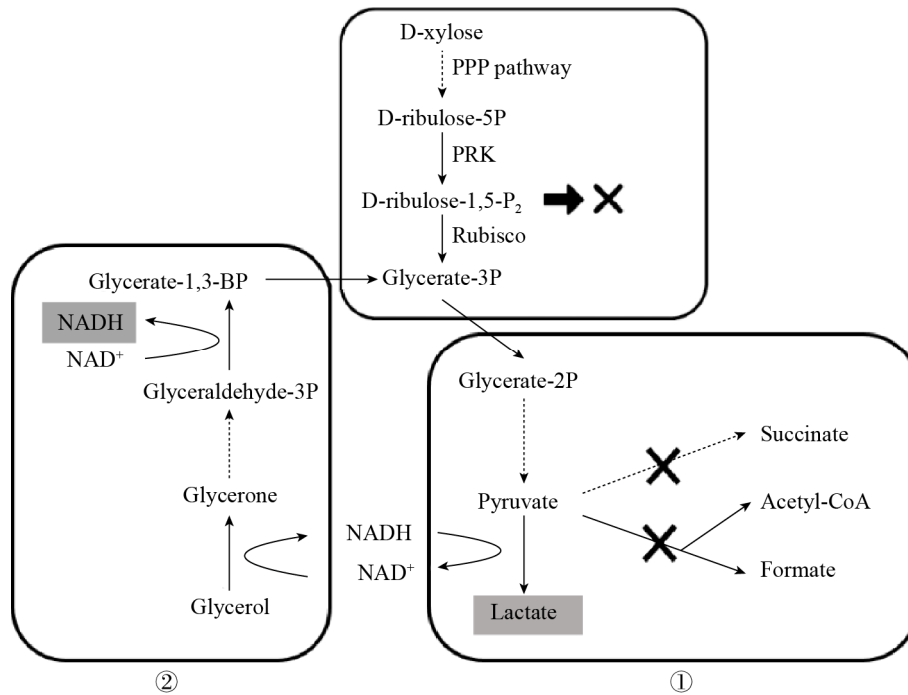 D-xylose
PPP pathway
D-ribulose-5P
PRK
D-ribulose-1,5-P₂
Rubisco
Glycerate-1,3-BP
Glycerate-3P
NADH
NAD⁺
Glyceraldehyde-3P
Glycerone
Glycerol
NADH
NAD⁺
Glycerate-2P
Pyruvate
Lactate
Succinate
Acetyl-CoA
Formate
②
①